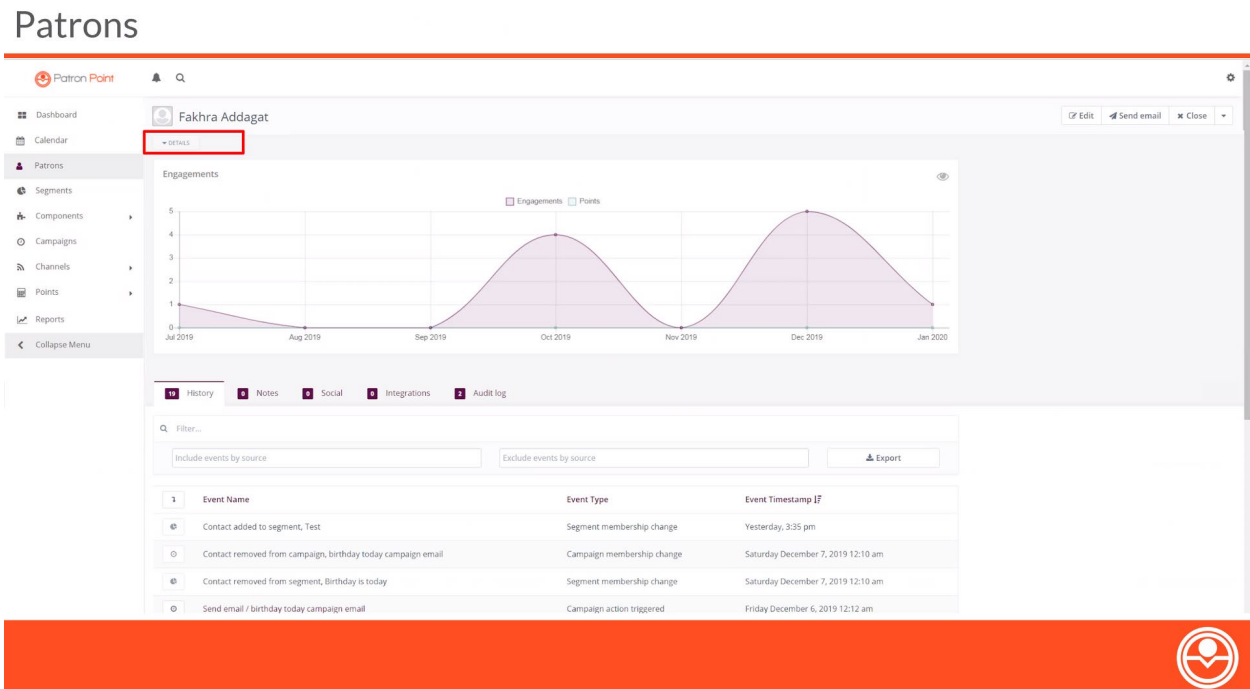 Patrons
Patron Point
Fakhra Addagat
Edit
Send email
Close
DETAILS
Dashboard
Calendar
Patrons
Segments
Components
Campaigns
Channels
Points
Reports
Collapse Menu
Engagements
Engagements Points
5
4
3
2
1
0
Jul 2019 Aug 2019 Sep 2019 Oct 2019 Nov 2019 Dec 2019 Jan 2020
19 History 0 Notes 0 Social 0 Integrations 2 Audit log
Filter...
Include events by source Exclude events by source Export
Event Name Event Type Event Timestamp
Contact added to segment, Test Segment membership change Yesterday, 3:35 pm
Contact removed from campaign, birthday today campaign email Campaign membership change Saturday December 7, 2019 12:10 am
Contact removed from segment, Birthday is today Segment membership change Saturday December 7, 2019 12:10 am
Send email / birthday today campaign email Campaign action triggered Friday December 6, 2019 12:12 am